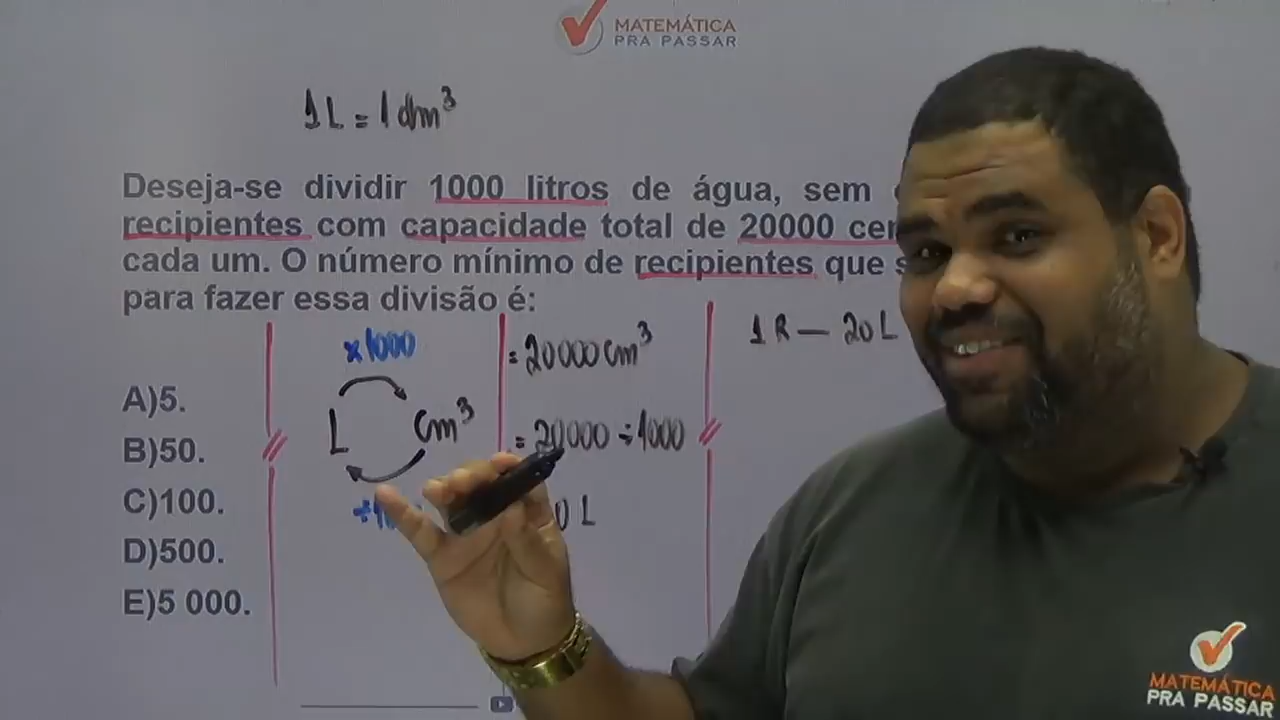 MATEMÁTICA
PRA PASSAR
1L = 1 dm³
Deseja-se dividir 1000 litros de água, sem
recipientes com capacidade total de 20000
cada um. O número mínimo de recipientes que
para fazer essa divisão é:
A)5.
B)50.
C)100.
D)500.
E)5 000.
x1000
L cm³
= 20000 cm³
= 20000 ÷ 1000
L
1 R — 20 L
MATEMÁTICA
PRA PASSAR